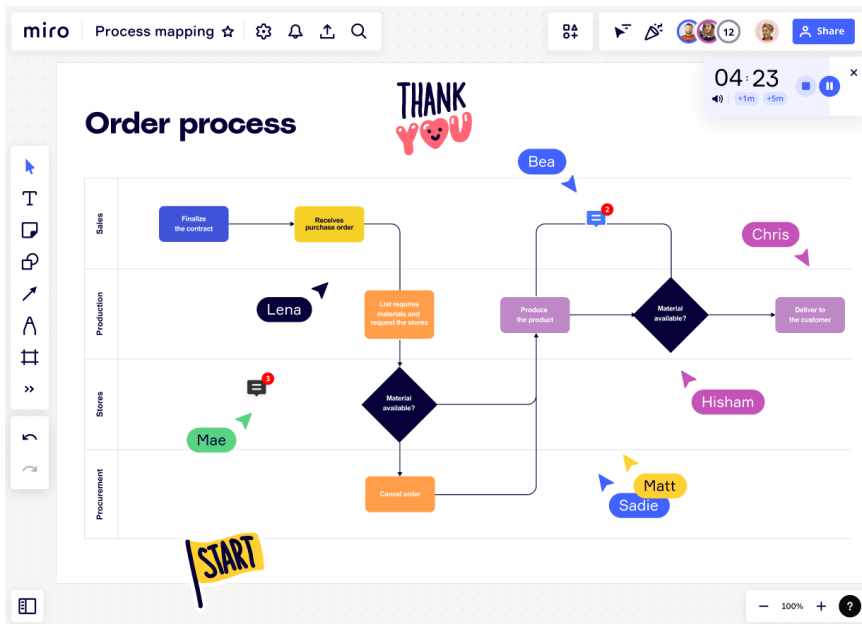 miro
Process mapping
12
Share
04:23
+1m
+5m
THANK
YOU
Order process
Bea
Sales
Finalize
the contract
Receives
purchase order
2
Chris
Production
Lena
List requires
materials and
request the stores
Produce
the product
Material
available?
Deliver to
the customer
Stores
3
Material
available?
Hisham
Mae
Procurement
Cancel order
Matt
Sadie
START
100%
?